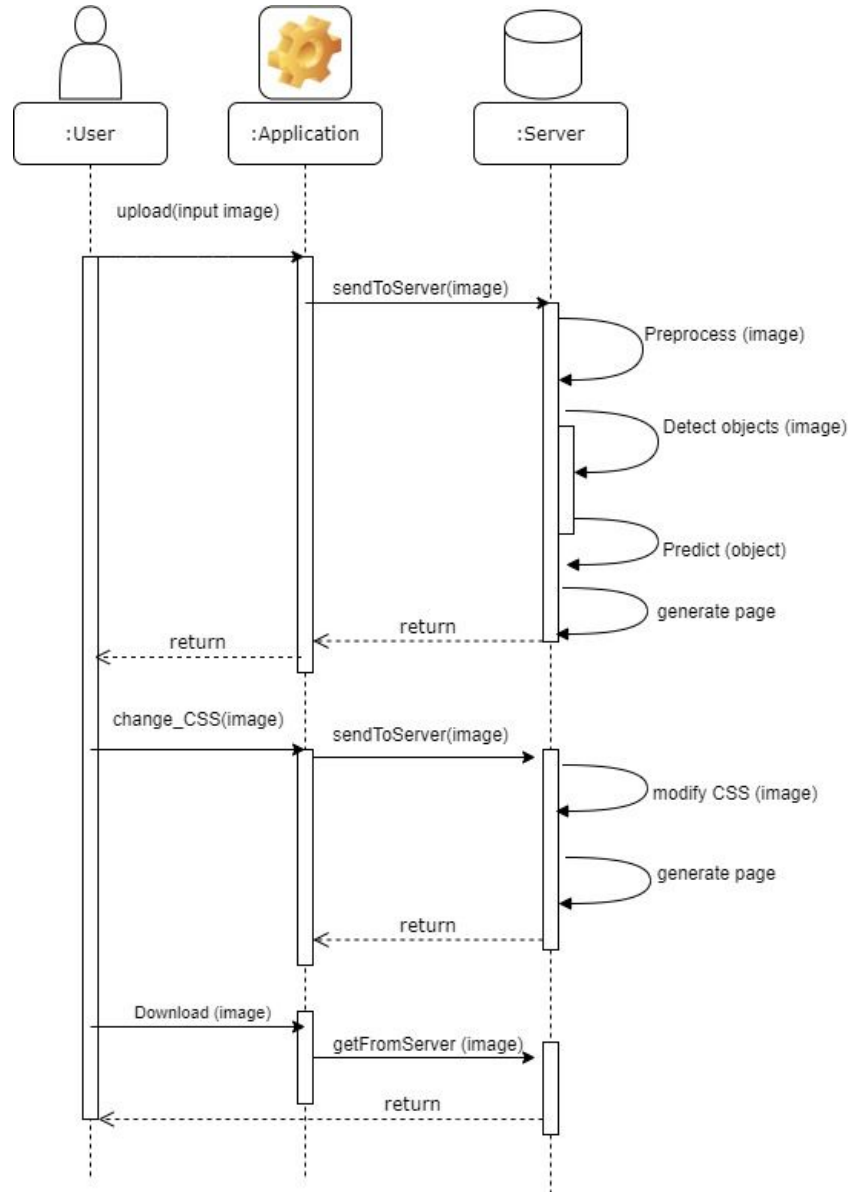 :User
:Application
:Server
upload(input image)
sendToServer(image)
Preprocess (image)
Detect objects (image)
Predict (object)
generate page
return
return
change_CSS(image)
sendToServer(image)
modify CSS (image)
generate page
return
Download (image)
getFromServer (image)
return